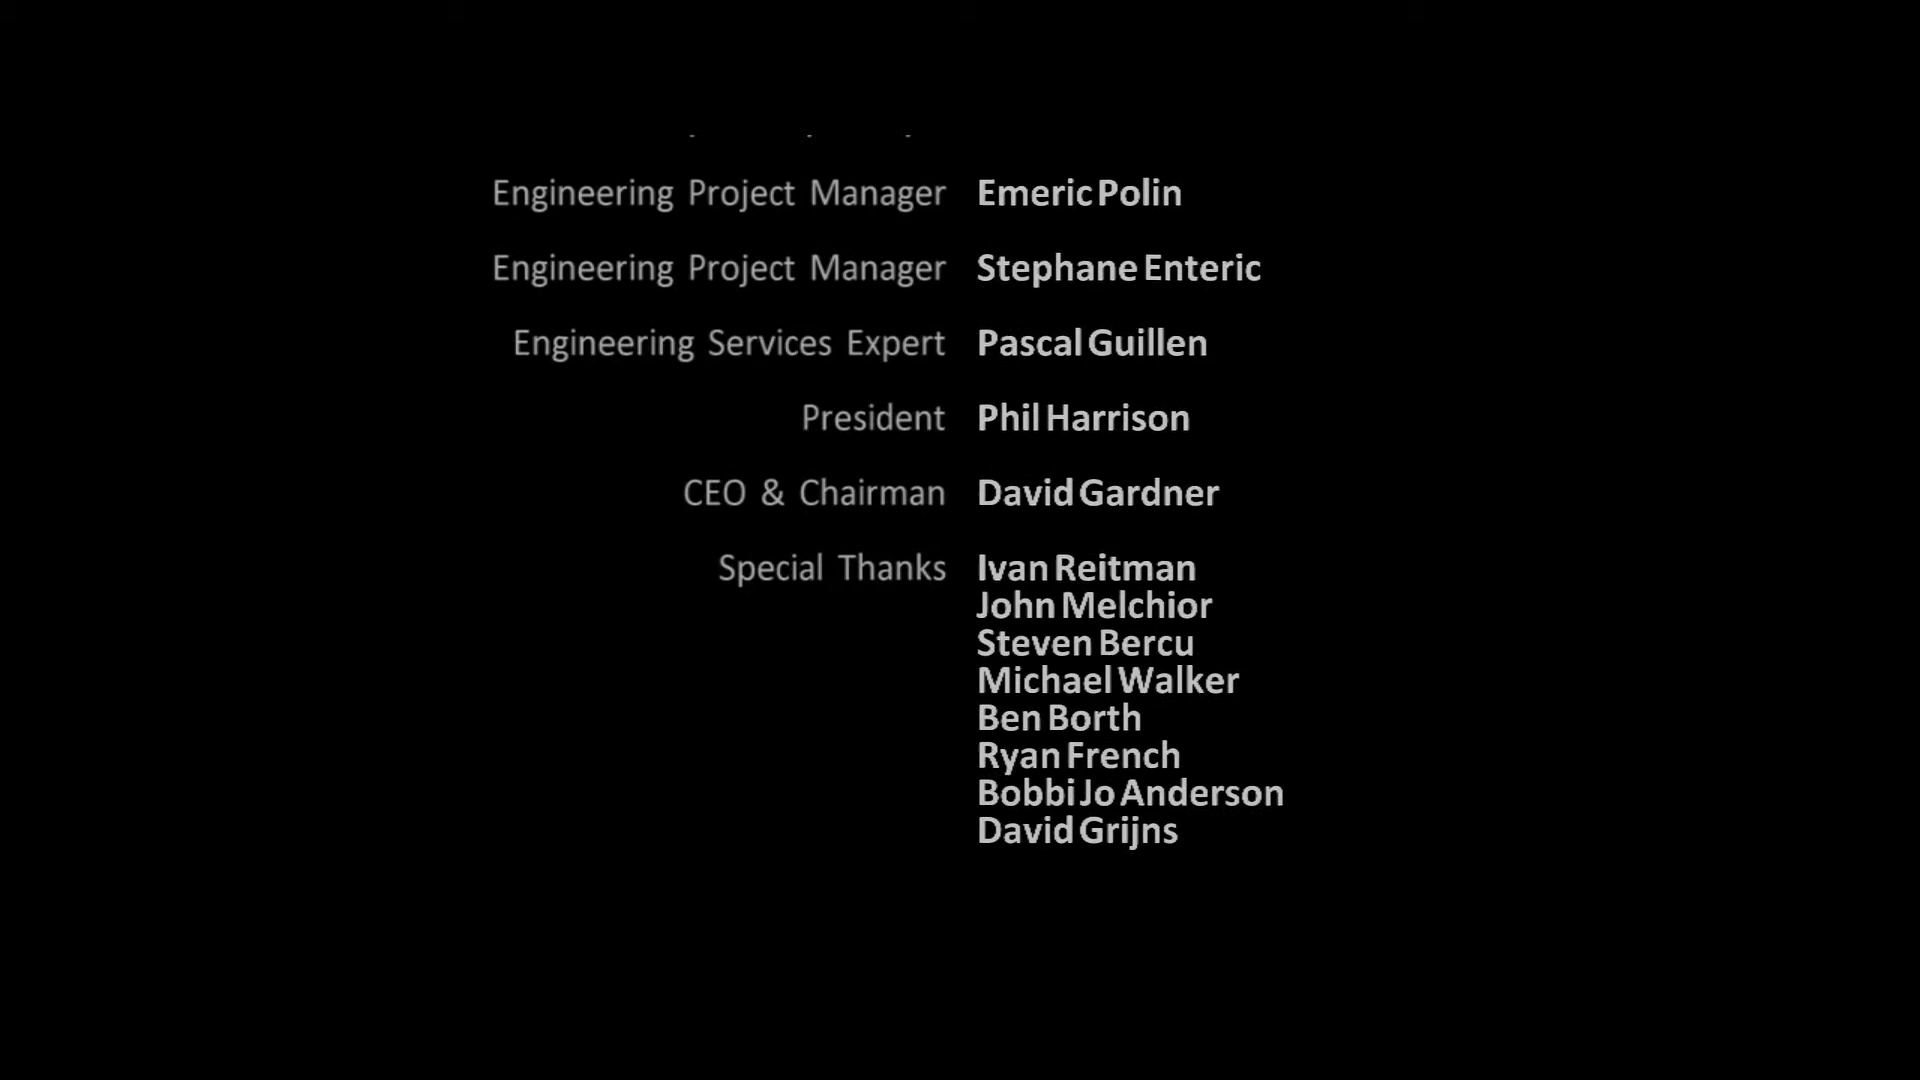 Engineering Project Manager Emeric Polin
Engineering Project Manager Stephane Enteric
Engineering Services Expert Pascal Guillen
President Phil Harrison
CEO & Chairman David Gardner
Special Thanks Ivan Reitman
John Melchior
Steven Bercu
Michael Walker
Ben Borth
Ryan French
Bobbi Jo Anderson
David Grijns